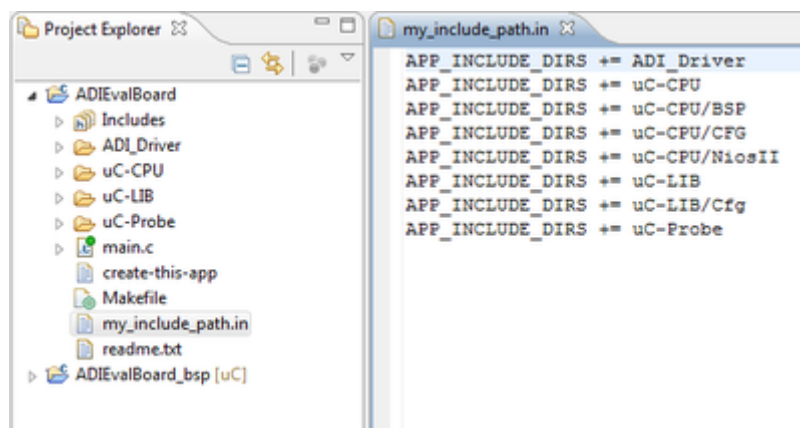 Project Explorer
ADIEvalBoard
Includes
ADI_Driver
uC-CPU
uC-LIB
uC-Probe
main.c
create-this-app
Makefile
my_include_path.in
readme.txt
ADIEvalBoard_bsp [uC]
my_include_path.in
APP_INCLUDE_DIRS += ADI_Driver
APP_INCLUDE_DIRS += uC-CPU
APP_INCLUDE_DIRS += uC-CPU/BSP
APP_INCLUDE_DIRS += uC-CPU/CFG
APP_INCLUDE_DIRS += uC-CPU/NiosII
APP_INCLUDE_DIRS += uC-LIB
APP_INCLUDE_DIRS += uC-LIB/Cfg
APP_INCLUDE_DIRS += uC-Probe